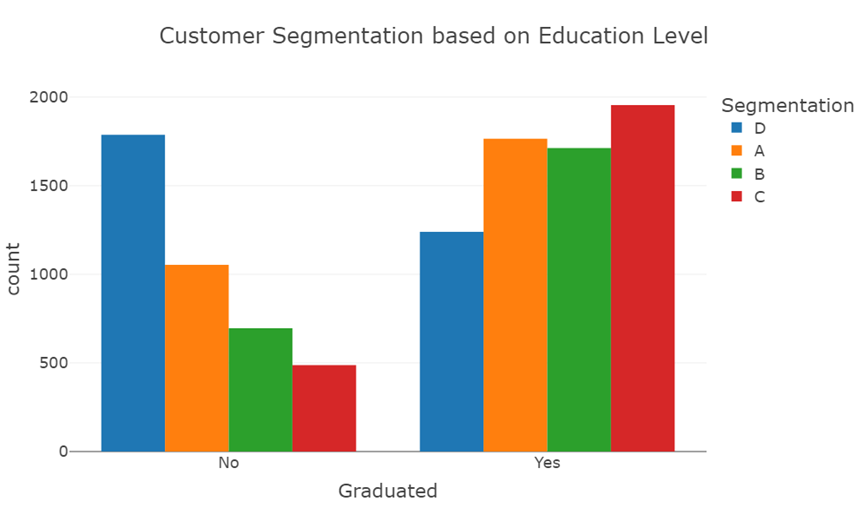 Customer Segmentation based on Education Level
Segmentation
D
A
B
C
count
2000
1500
1000
500
0
No
Yes
Graduated